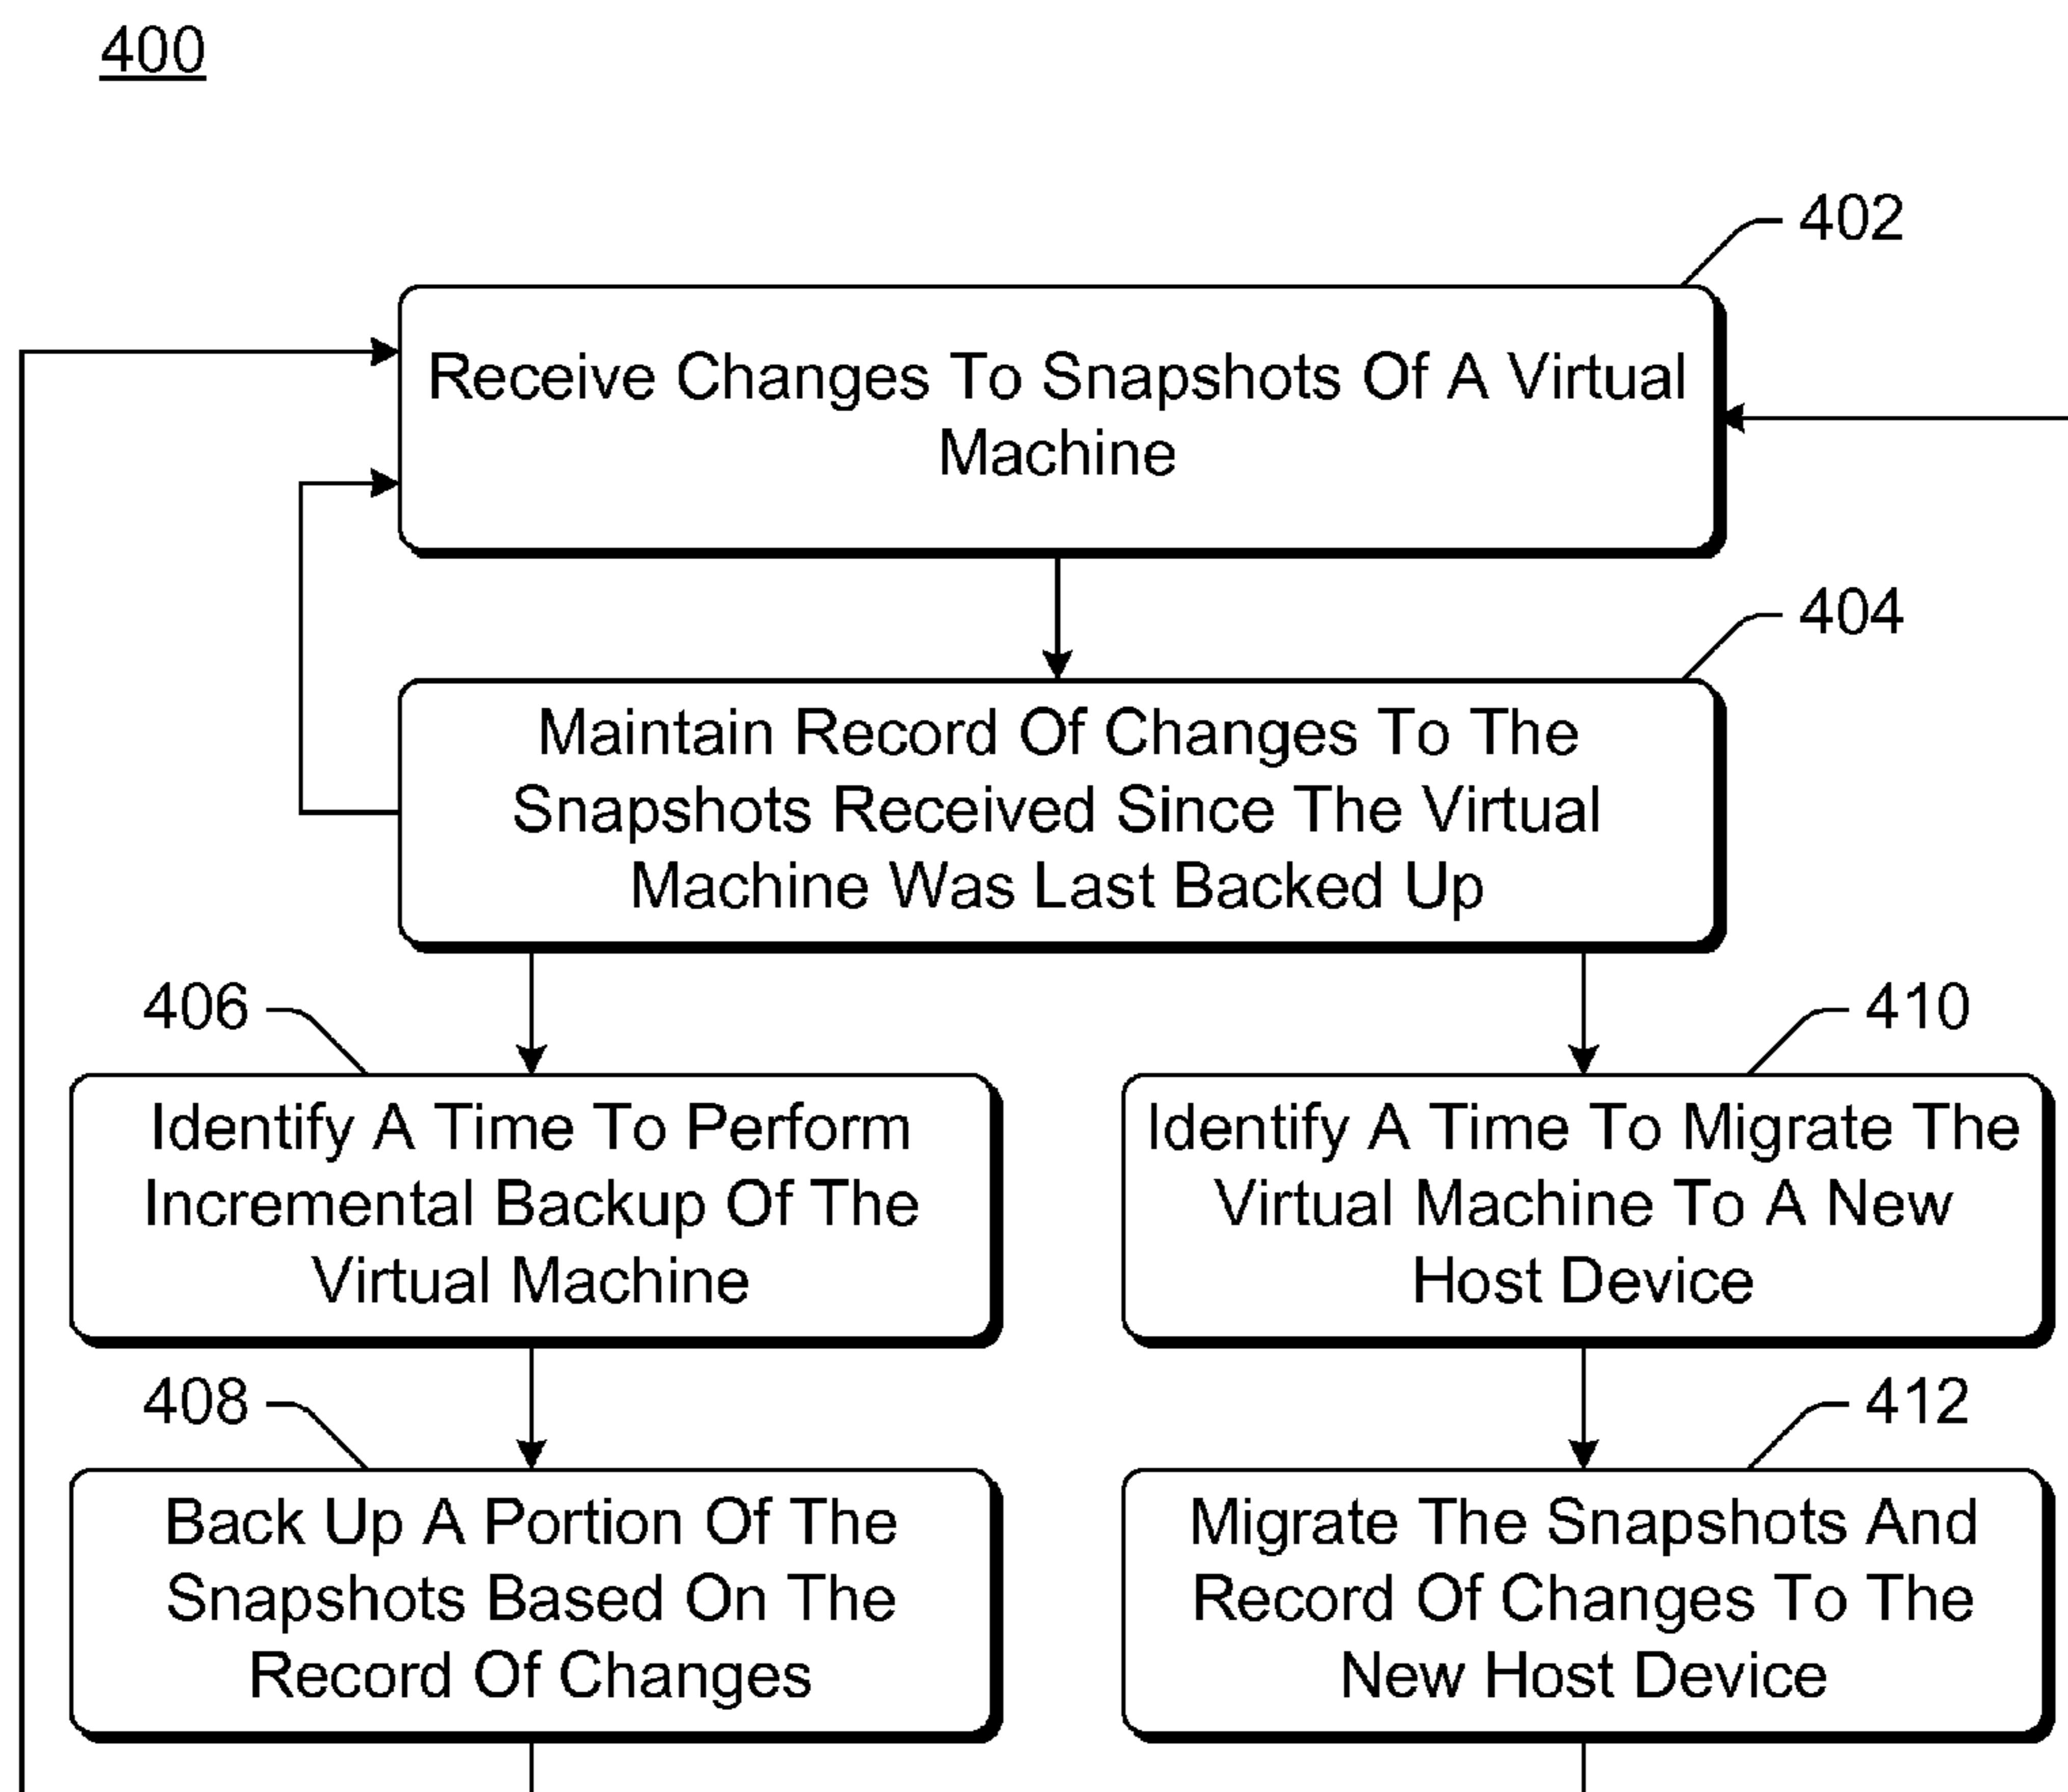 400
402
Receive Changes To Snapshots Of A Virtual
Machine
404
Maintain Record Of Changes To The
Snapshots Received Since The Virtual
Machine Was Last Backed Up
406
Identify A Time To Perform
Incremental Backup Of The
Virtual Machine
410
Identify A Time To Migrate The
Virtual Machine To A New
Host Device
408
Back Up A Portion Of The
Snapshots Based On The
Record Of Changes
412
Migrate The Snapshots And
Record Of Changes To The
New Host Device